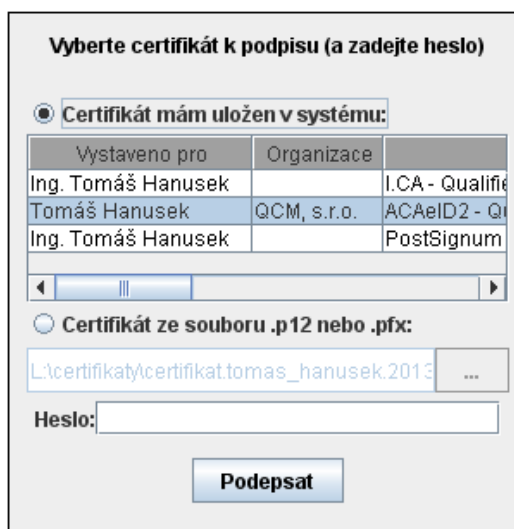 Vyberte certifikát k podpisu (a zadejte heslo)
Certifikát mám uložen v systému:
Vystaveno pro Organizace
Ing. Tomáš Hanusek I.CA - Qualifie
Tomáš Hanusek QCM, s.r.o. ACAeID2 - Qu
Ing. Tomáš Hanusek PostSignum
Certifikát ze souboru .p12 nebo .pfx:
L:\certifikaty\certifikat.tomas_hanusek.2013 ...
Heslo:
Podepsat